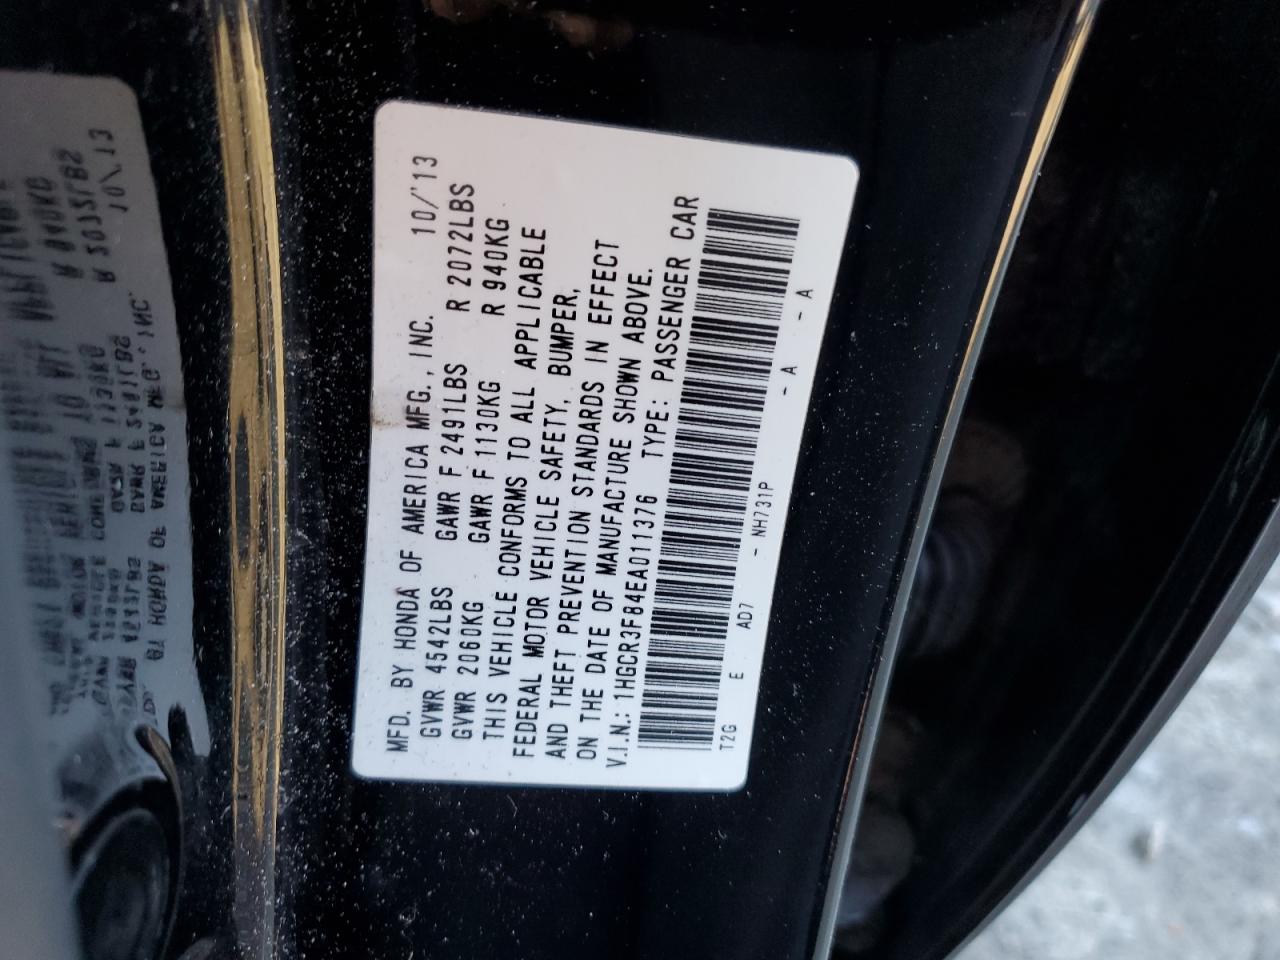 MFD. BY HONDA OF AMERICA MFG., INC. 10/'13
GVWR 4542LBS GAWR F 2491LBS R 2072LBS
GVWR 2060KG GAWR F 1130KG R 940KG
THIS VEHICLE CONFORMS TO ALL APPLICABLE
FEDERAL MOTOR VEHICLE SAFETY, BUMPER,
AND THEFT PREVENTION STANDARDS IN EFFECT
ON THE DATE OF MANUFACTURE SHOWN ABOVE.
V.I.N.: 1HGCR3F84EA011376 TYPE: PASSENGER CAR
T2G E AD7 - NH731P - A - A